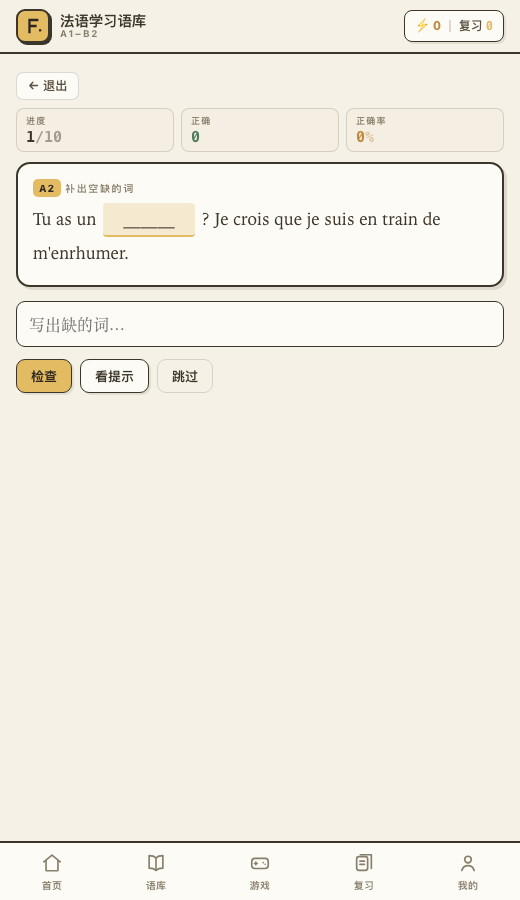 F.
法语学习语库
A1–B2
⚡ 0 | 复习 0
← 退出
进度
1/10
正确
0
正确率
0%
A2 补出空缺的词
Tu as un ______ ? Je crois que je suis en train de
m'enrhumer.
写出缺的词…
检查 看提示 跳过
首页 语库 游戏 复习 我的